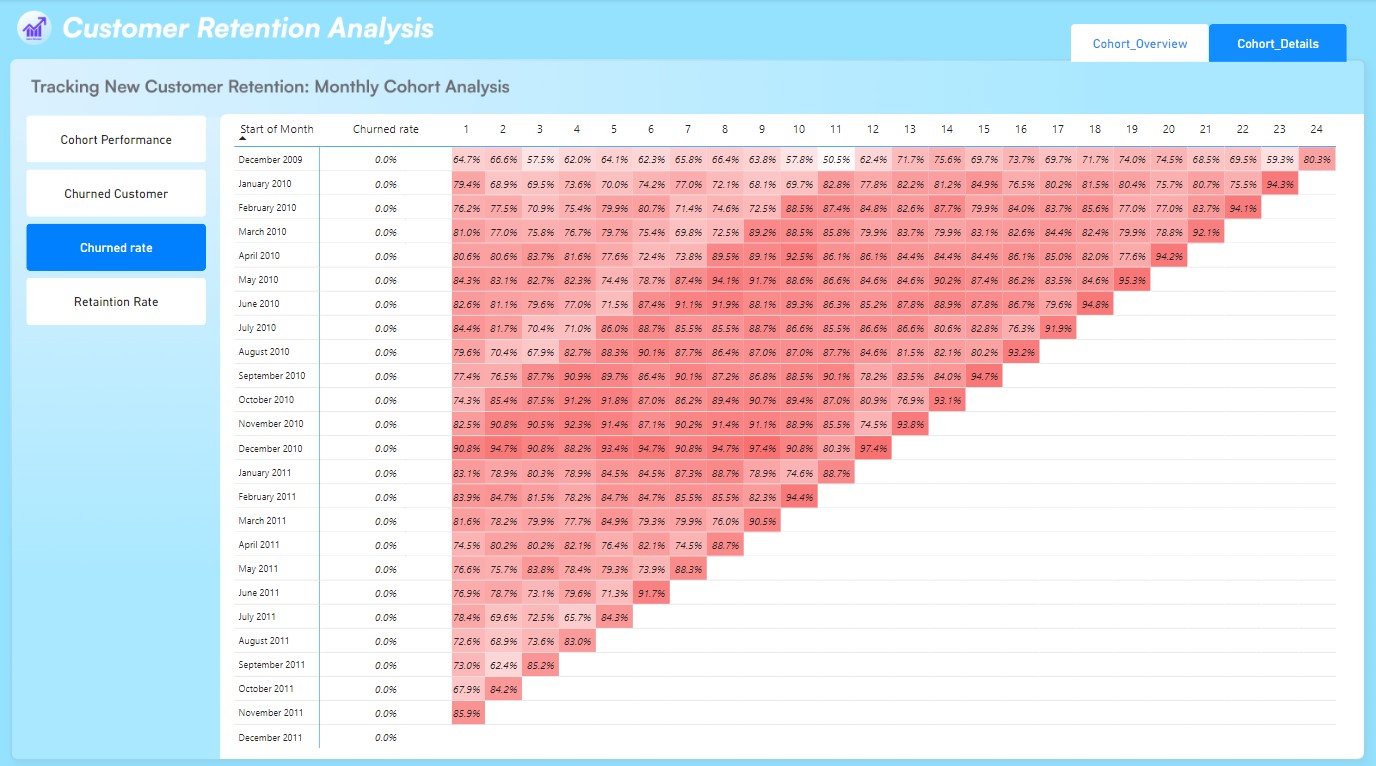 Customer Retention Analysis
Cohort_Overview
Cohort_Details
Tracking New Customer Retention: Monthly Cohort Analysis
Cohort Performance
Churned Customer
Churned rate
Retaintion Rate
Start of Month Churned rate 1 2 3 4 5 6 7 8 9 10 11 12 13 14 15 16 17 18 19 20 21 22 23 24
December 2009 0.0% 64.7% 66.6% 57.5% 62.0% 64.1% 62.3% 65.8% 66.4% 63.8% 57.8% 50.5% 62.4% 71.7% 75.6% 69.7% 73.7% 69.7% 71.7% 74.0% 74.5% 68.5% 69.5% 59.3% 80.3%
January 2010 0.0% 79.4% 68.9% 69.5% 73.6% 70.0% 74.2% 77.0% 72.1% 68.1% 69.7% 82.8% 77.8% 82.2% 81.2% 84.9% 76.5% 80.2% 81.5% 80.4% 75.7% 80.7% 75.5% 94.3%
February 2010 0.0% 76.2% 77.5% 70.9% 75.4% 79.9% 80.7% 71.4% 74.6% 72.5% 88.5% 87.4% 84.8% 82.6% 87.7% 79.9% 84.0% 83.7% 85.6% 77.0% 77.0% 83.7% 94.1%
March 2010 0.0% 81.0% 77.0% 75.8% 76.7% 79.7% 75.4% 69.8% 72.5% 89.2% 88.5% 85.8% 79.9% 83.7% 79.9% 83.1% 82.6% 84.4% 82.4% 79.9% 78.8% 92.1%
April 2010 0.0% 80.6% 80.6% 83.7% 81.6% 77.6% 72.4% 73.8% 89.5% 89.1% 92.5% 86.1% 86.1% 84.4% 84.4% 84.4% 86.1% 85.0% 82.0% 77.6% 94.2%
May 2010 0.0% 84.3% 83.1% 82.7% 82.3% 74.4% 78.7% 87.4% 94.1% 91.7% 88.6% 86.6% 84.6% 84.6% 90.2% 87.4% 86.2% 83.5% 84.6% 95.3%
June 2010 0.0% 82.6% 81.1% 79.6% 77.0% 71.5% 87.4% 91.1% 91.9% 88.1% 89.3% 86.3% 85.2% 87.8% 88.9% 87.8% 86.7% 79.6% 94.8%
July 2010 0.0% 84.4% 81.7% 70.4% 71.0% 86.0% 88.7% 85.5% 85.5% 88.7% 86.6% 85.5% 86.6% 86.6% 80.6% 82.8% 76.3% 91.9%
August 2010 0.0% 79.6% 70.4% 67.9% 82.7% 88.3% 90.1% 87.7% 86.4% 87.0% 87.0% 87.7% 84.6% 81.5% 82.1% 80.2% 93.2%
September 2010 0.0% 77.4% 76.5% 87.7% 90.9% 89.7% 86.4% 90.1% 87.2% 86.8% 88.5% 90.1% 78.2% 83.5% 84.0% 94.7%
October 2010 0.0% 74.3% 85.4% 87.5% 91.2% 91.8% 87.0% 86.2% 89.4% 90.7% 89.4% 87.0% 80.9% 76.9% 93.1%
November 2010 0.0% 82.5% 90.8% 90.5% 92.3% 91.4% 87.1% 90.2% 91.4% 91.1% 88.9% 85.5% 74.5% 93.8%
December 2010 0.0% 90.8% 94.7% 90.8% 88.2% 93.4% 94.7% 90.8% 94.7% 97.4% 90.8% 80.3% 97.4%
January 2011 0.0% 83.1% 78.9% 80.3% 78.9% 84.5% 84.5% 87.3% 88.7% 78.9% 74.6% 88.7%
February 2011 0.0% 83.9% 84.7% 81.5% 78.2% 84.7% 84.7% 85.5% 85.5% 82.3% 94.4%
March 2011 0.0% 81.6% 78.2% 79.9% 77.7% 84.9% 79.3% 79.9% 76.0% 90.5%
April 2011 0.0% 74.5% 80.2% 80.2% 82.1% 76.4% 82.1% 74.5% 88.7%
May 2011 0.0% 76.6% 75.7% 83.8% 78.4% 79.3% 73.9% 88.3%
June 2011 0.0% 76.9% 78.7% 73.1% 79.6% 71.3% 91.7%
July 2011 0.0% 78.4% 69.6% 72.5% 65.7% 84.3%
August 2011 0.0% 72.6% 68.9% 73.6% 83.0%
September 2011 0.0% 73.0% 62.4% 85.2%
October 2011 0.0% 67.9% 84.2%
November 2011 0.0% 85.9%
December 2011 0.0%